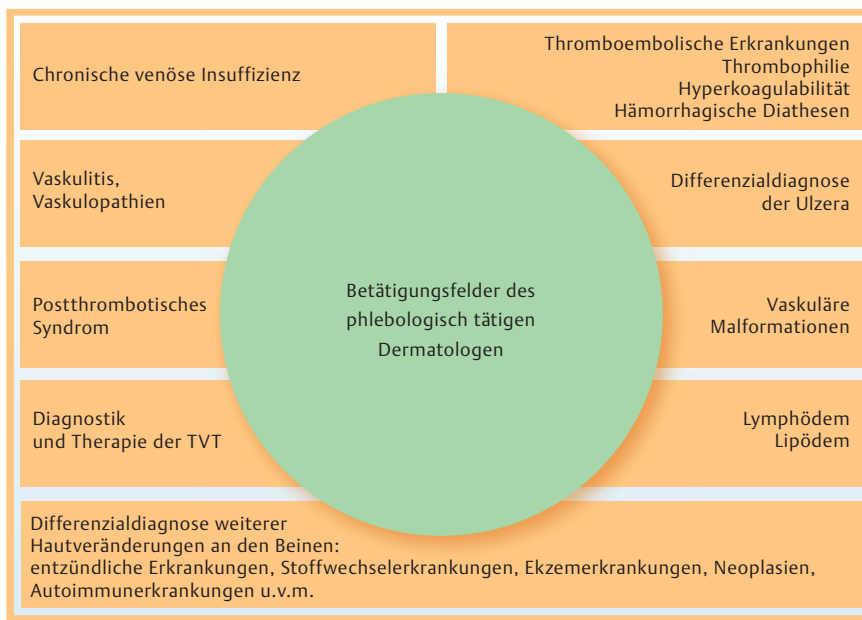 Chronische venöse Insuffizienz
Thromboembolische Erkrankungen
Thrombophilie
Hyperkoagulabilität
Hämorrhagische Diathesen
Vaskulitis,
Vaskulopathien
Differenzialdiagnose
der Ulzera
Betätigungsfelder des
phlebologisch tätigen
Dermatologen
Postthrombotisches
Syndrom
Vaskuläre
Malformationen
Diagnostik
und Therapie der TVT
Lymphödem
Lipödem
Differenzialdiagnose weiterer
Hautveränderungen an den Beinen:
entzündliche Erkrankungen, Stoffwechselerkrankungen, Ekzemerkrankungen, Neoplasien,
Autoimmunerkrankungen u.v.m.